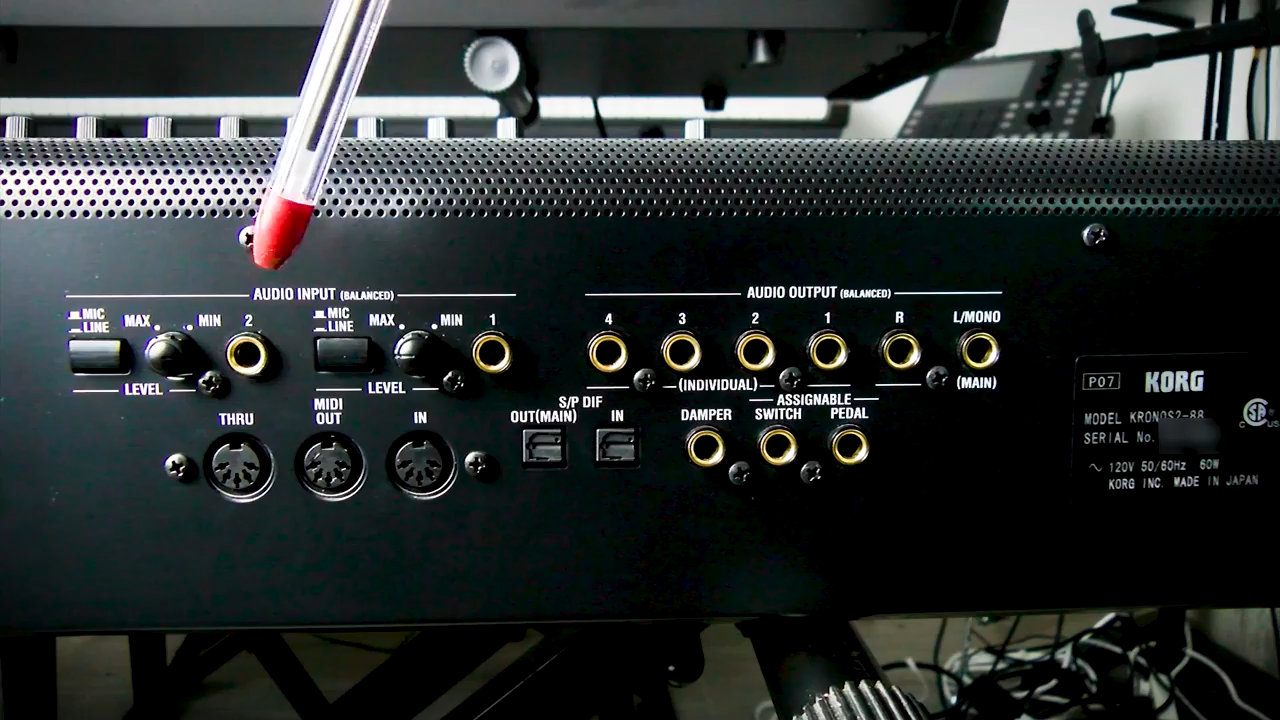 AUDIO INPUT (BALANCED)
MIC
LINE
MAX
MIN
2
MIC
LINE
MAX
MIN
1
LEVEL
LEVEL
AUDIO OUTPUT (BALANCED)
4
3
2
1
R
L/MONO
(INDIVIDUAL)
(MAIN)
THRU
MIDI
OUT
IN
S/P DIF
OUT(MAIN)
IN
ASSIGNABLE
DAMPER
SWITCH
PEDAL
P07 KORG
MODEL KRONOS2-88
SERIAL No.
120V 50/60Hz 60W
KORG INC. MADE IN JAPAN
C US